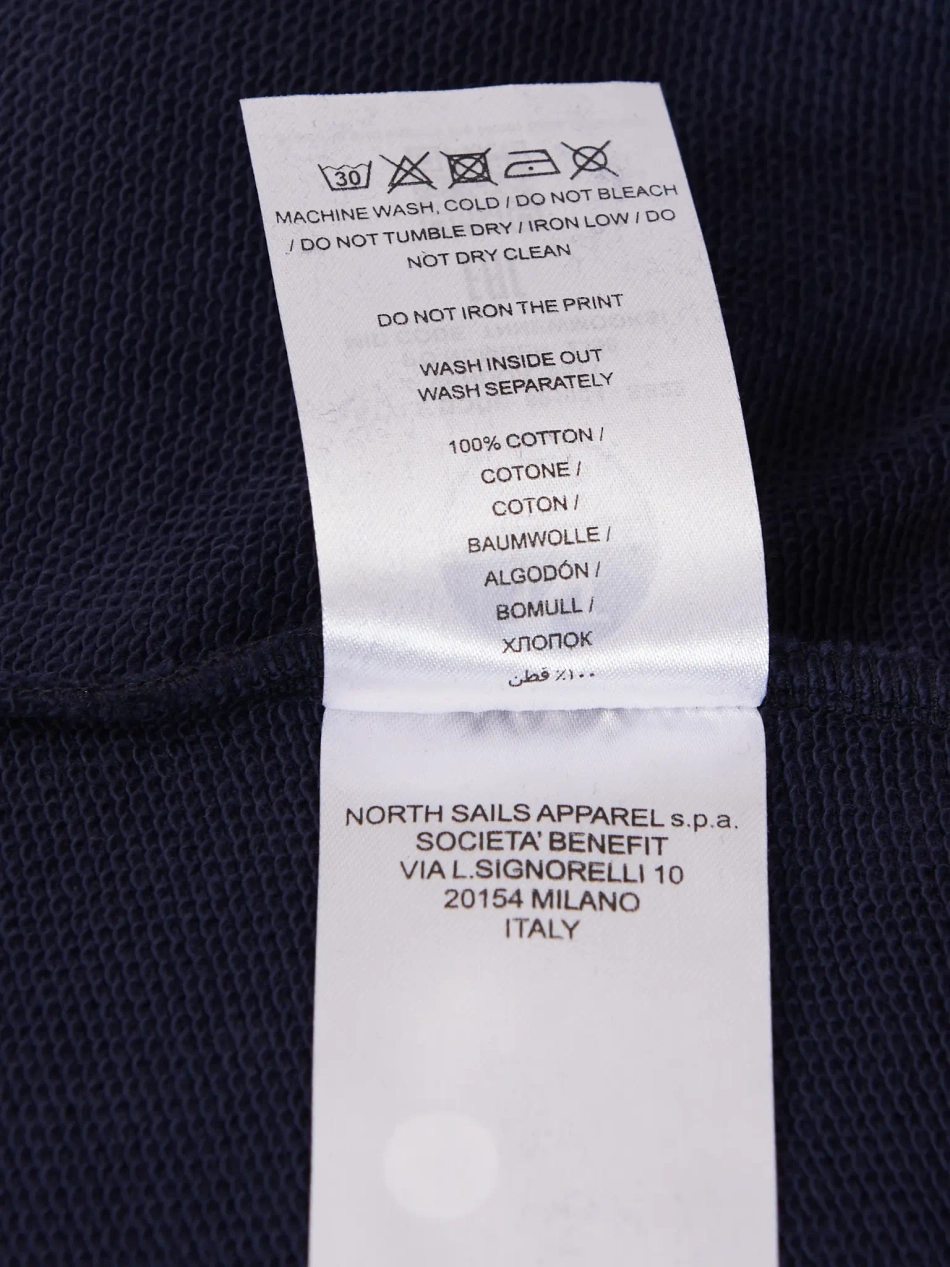 30
MACHINE WASH, COLD / DO NOT BLEACH
/ DO NOT TUMBLE DRY / IRON LOW / DO
NOT DRY CLEAN
DO NOT IRON THE PRINT
WASH INSIDE OUT
WASH SEPARATELY
100% COTTON /
COTONE /
COTON /
BAUMWOLLE /
ALGODÓN /
BOMULL /
ХЛОПОК
١٠٠٪ قطن
NORTH SAILS APPAREL s.p.a.
SOCIETA' BENEFIT
VIA L.SIGNORELLI 10
20154 MILANO
ITALY